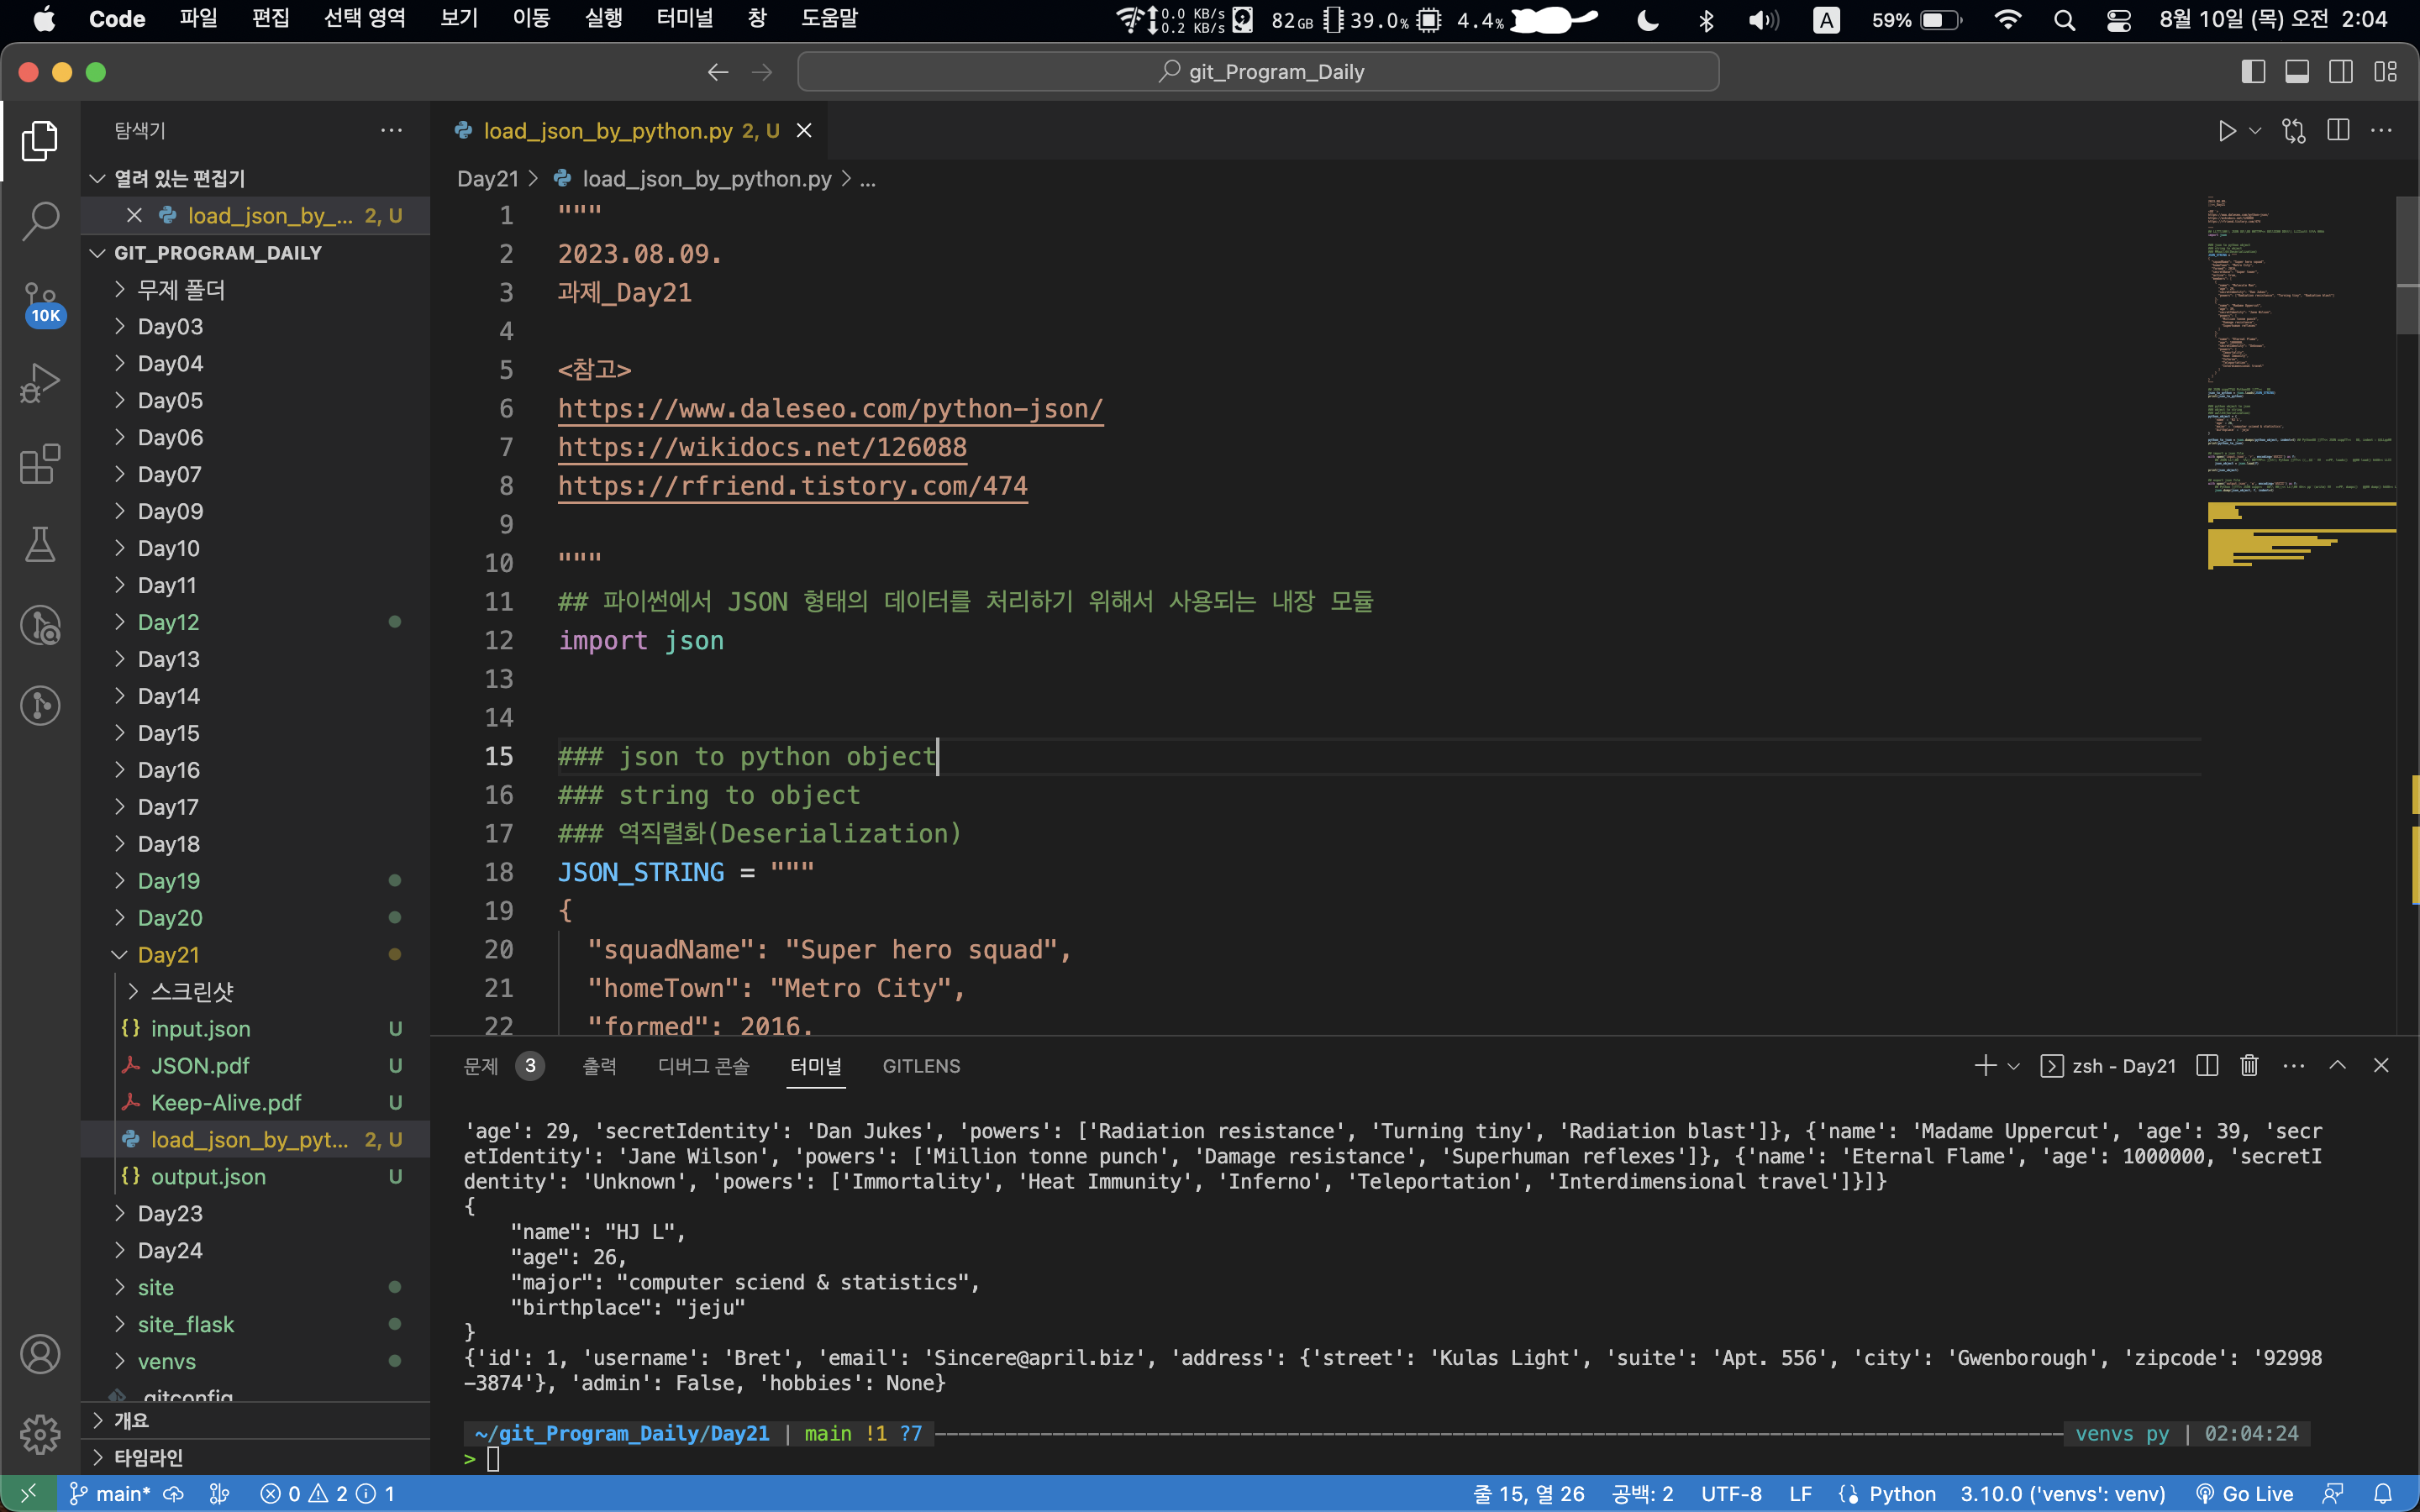 Code 파일 편집 선택 영역 보기 이동 실행 터미널 창 도움말 0.0 KB/s 0.2 KB/s 82GB 39.0% 4.4% A 59% 8월 10일 (목) 오전 2:04
git_Program_Daily
탐색기
열려 있는 편집기
load_json_by_... 2, U
GIT_PROGRAM_DAILY
무제 폴더
Day03
Day04
Day05
Day06
Day07
Day09
Day10
Day11
Day12
Day13
Day14
Day15
Day16
Day17
Day18
Day19
Day20
Day21
스크린샷
input.json U
JSON.pdf U
Keep-Alive.pdf U
load_json_by_pyt... 2, U
output.json U
Day23
Day24
site
site_flask
venvs
.gitconfig
개요
타임라인
10K
load_json_by_python.py 2, U
Day21 > load_json_by_python.py > ...
1 """
2 2023.08.09.
3 과제_Day21
4
5 <참고>
6 https://www.daleseo.com/python-json/
7 https://wikidocs.net/126088
8 https://rfriend.tistory.com/474
9
10 """
11 ## 파이썬에서 JSON 형태의 데이터를 처리하기 위해서 사용되는 내장 모듈
12 import json
13
14
15 ### json to python object
16 ### string to object
17 ### 역직렬화(Deserialization)
18 JSON_STRING = """
19 {
20 "squadName": "Super hero squad",
21 "homeTown": "Metro City",
22 "formed": 2016,
문제 3 출력 디버그 콘솔 터미널 GITLENS zsh - Day21
'age': 29, 'secretIdentity': 'Dan Jukes', 'powers': ['Radiation resistance', 'Turning tiny', 'Radiation blast']}, {'name': 'Madame Uppercut', 'age': 39, 'secr
etIdentity': 'Jane Wilson', 'powers': ['Million tonne punch', 'Damage resistance', 'Superhuman reflexes']}, {'name': 'Eternal Flame', 'age': 1000000, 'secretI
dentity': 'Unknown', 'powers': ['Immortality', 'Heat Immunity', 'Inferno', 'Teleportation', 'Interdimensional travel']}]}
{
"name": "HJ L",
"age": 26,
"major": "computer sciend & statistics",
"birthplace": "jeju"
}
{'id': 1, 'username': 'Bret', 'email': 'Sincere@april.biz', 'address': {'street': 'Kulas Light', 'suite': 'Apt. 556', 'city': 'Gwenborough', 'zipcode': '92998
-3874'}, 'admin': False, 'hobbies': None}
~/git_Program_Daily/Day21 | main !1 ?7 venvs py | 02:04:24
>
main* 0 2 1 줄 15, 열 26 공백: 2 UTF-8 LF Python 3.10.0 ('venvs': venv) Go Live